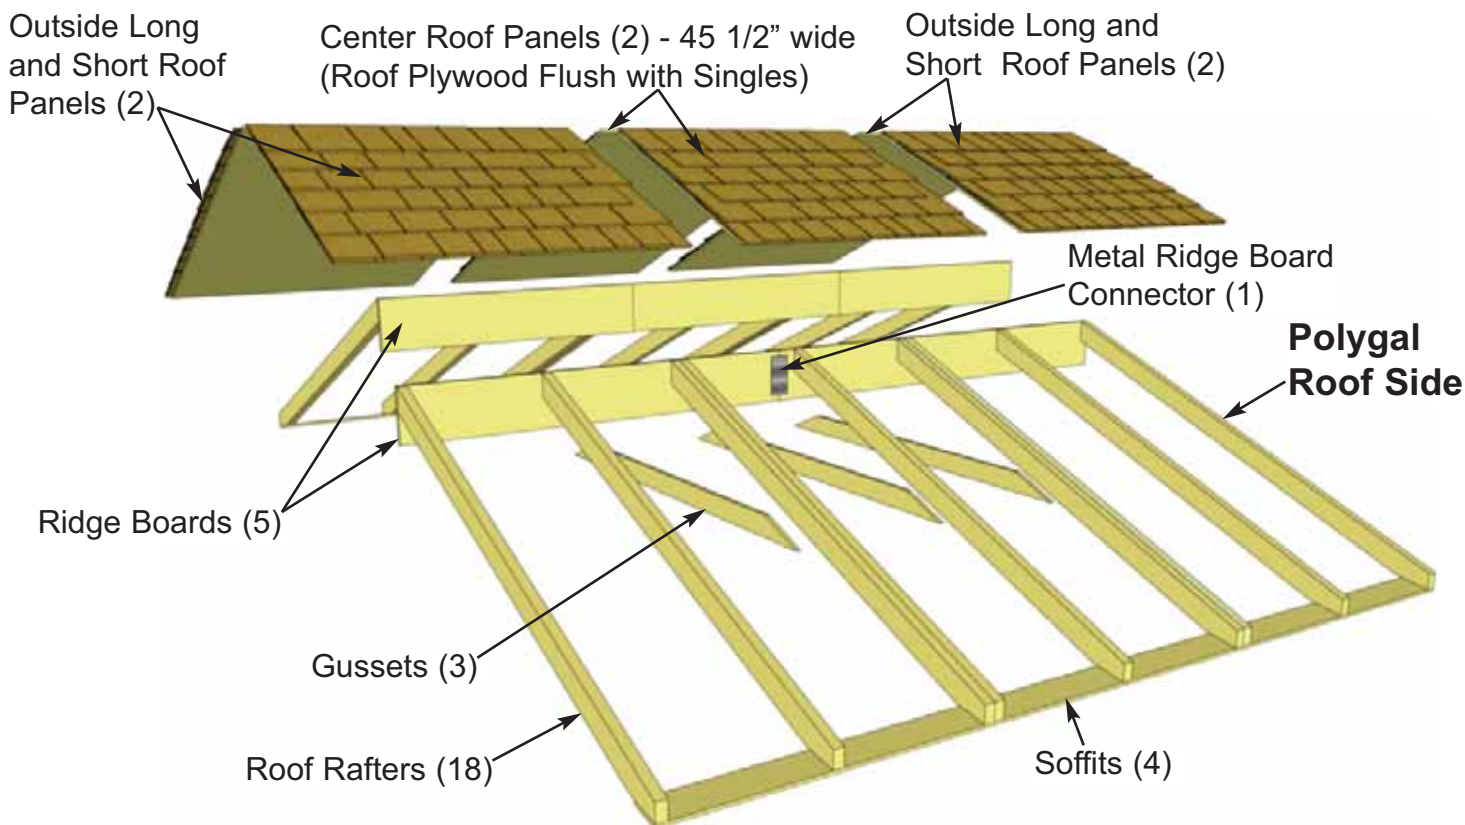 Outside Long
and Short Roof
Panels (2)
Center Roof Panels (2) - 45 1/2” wide
(Roof Plywood Flush with Singles)
Outside Long and
Short  Roof Panels (2)
Metal Ridge Board
Connector (1)
Polygal
Roof Side
Ridge Boards (5)
Gussets (3)
Roof Rafters (18)
Soffits (4)